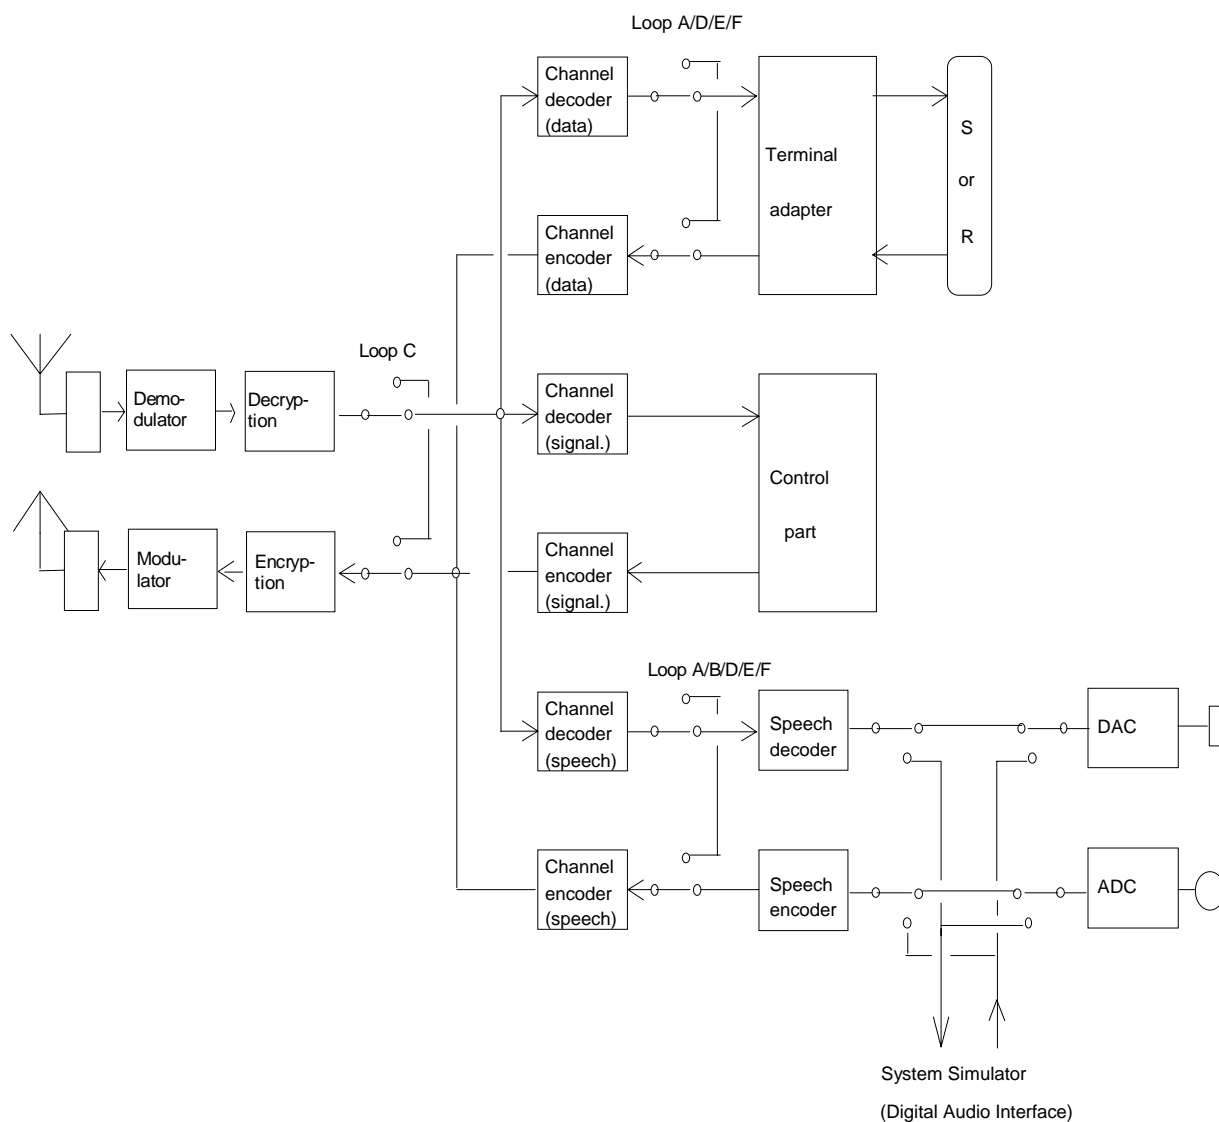 Loop A/D/E/F
Channel
decoder
(data)
Terminal
adapter
S
or
R
Channel
encoder
(data)
Loop C
Demo-
dulator
Decryp-
tion
Channel
decoder
(signal.)
Control
part
Modu-
lator
Encryp-
tion
Channel
encoder
(signal.)
Loop A/B/D/E/F
Channel
decoder
(speech)
Speech
decoder
DAC
Channel
encoder
(speech)
Speech
encoder
ADC
System Simulator
(Digital Audio Interface)